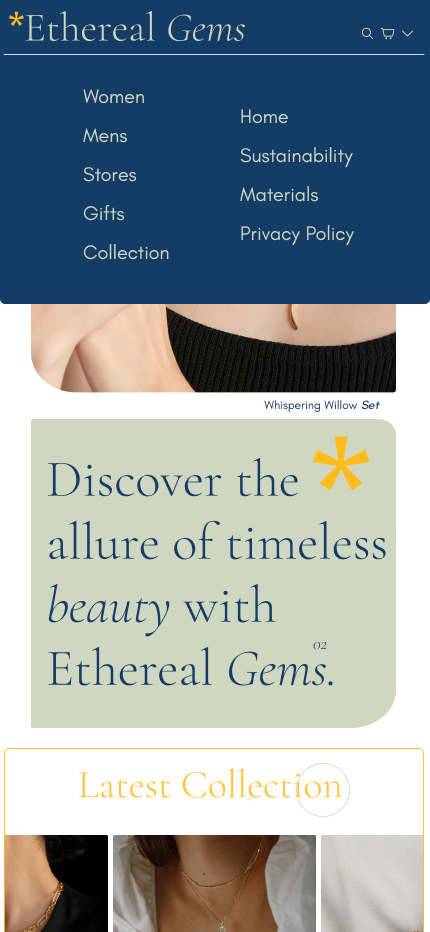 *Ethereal Gems
Women
Mens
Stores
Gifts
Collection
Home
Sustainability
Materials
Privacy Policy
Whispering Willow Set
Discover the *
allure of timeless
beauty with
02
Ethereal Gems.
Latest Collection